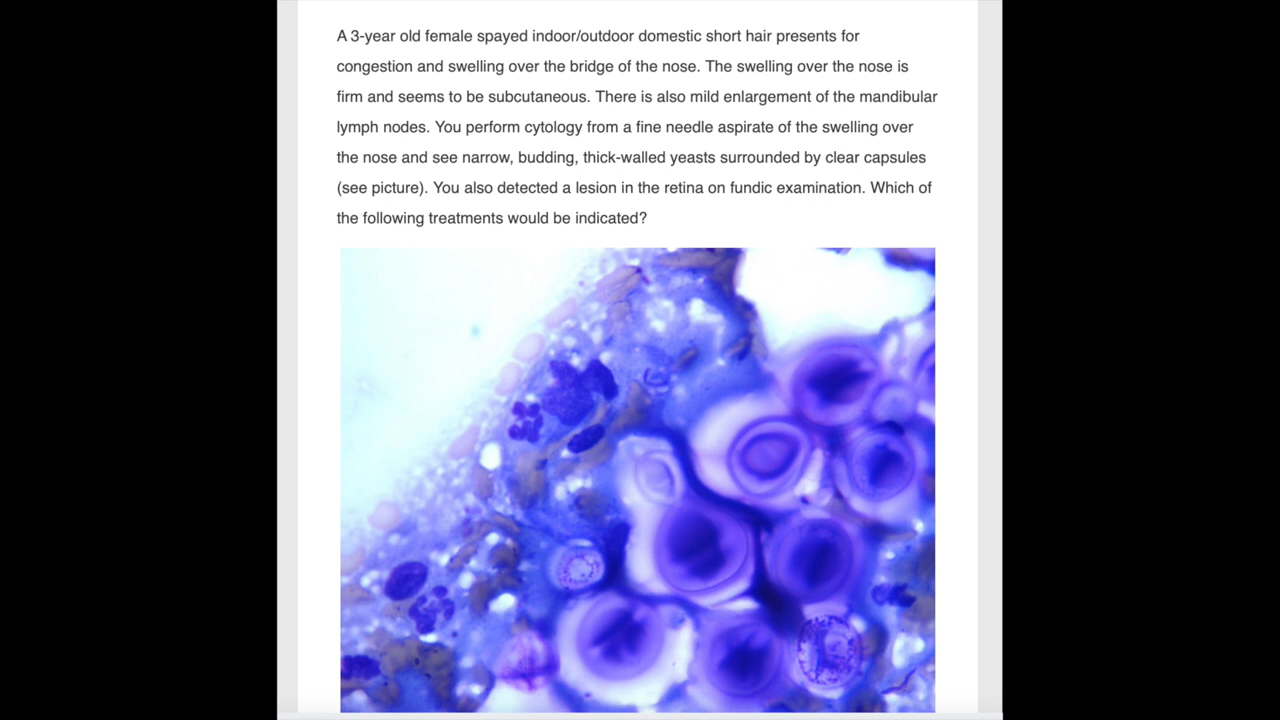 A 3-year old female spayed indoor/outdoor domestic short hair presents for
congestion and swelling over the bridge of the nose. The swelling over the nose is
firm and seems to be subcutaneous. There is also mild enlargement of the mandibular
lymph nodes. You perform cytology from a fine needle aspirate of the swelling over
the nose and see narrow, budding, thick-walled yeasts surrounded by clear capsules
(see picture). You also detected a lesion in the retina on fundic examination. Which of
the following treatments would be indicated?